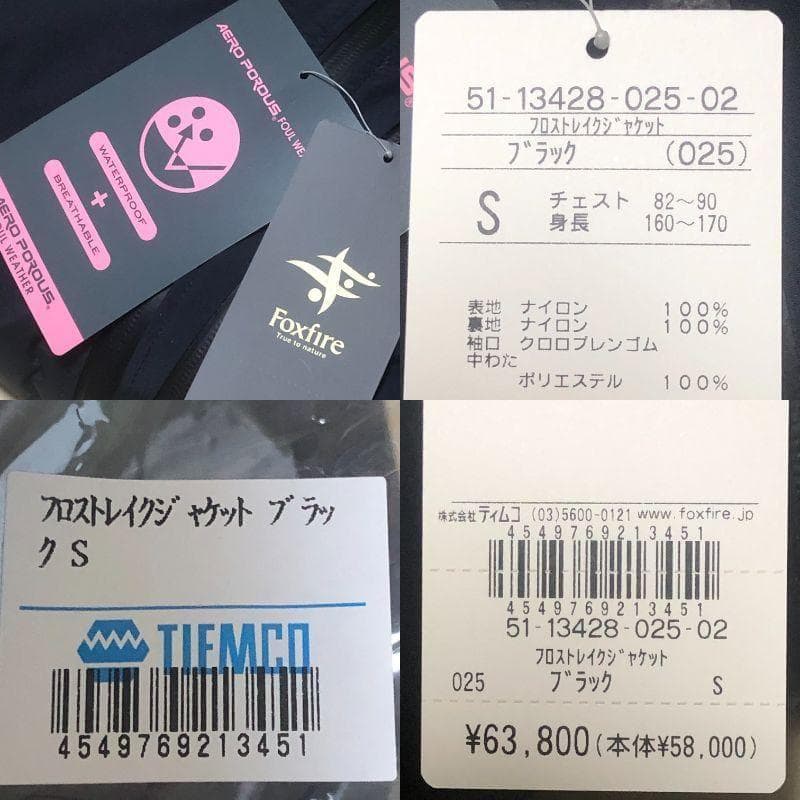 AERO POROUS® FOUL WE
WATERPROOF
+
BREATHABLE
AERO POROUS®
FOUL WEATHER
Foxfire
True to nature
51-13428-025-02
フロストレイクジャケット
ブラック (025)
S チェスト 82〜90
身長 160〜170
表地 ナイロン 100%
裏地 ナイロン 100%
袖口 クロロプレンゴム
中わた
ポリエステル 100%
フロストレイクジャケット ブラッ
ク S
TIEMCO
4549769213451
株式会社 ティムコ (03)5600-0121 www.foxfire.jp
4549769213451
4549769213451
51-13428-025-02
フロストレイクジャケット
025 ブラック S
¥63,800(本体¥58,000)